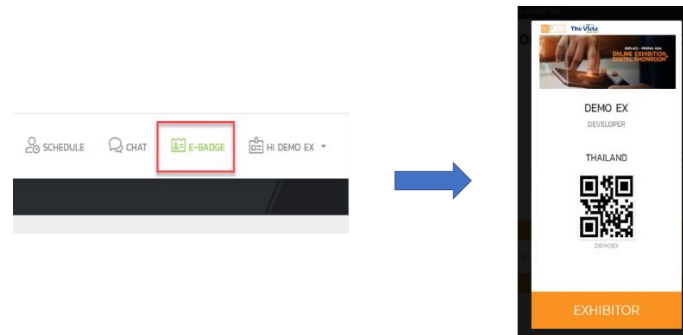 SCHEDULE
CHAT
E-BADGE
HI DEMO EX
The Vista
ONLINE EXHIBITION
DIGITAL SHOWROOM
DEMO EX
DEVELOPER
THAILAND
DEMOEX
EXHIBITOR